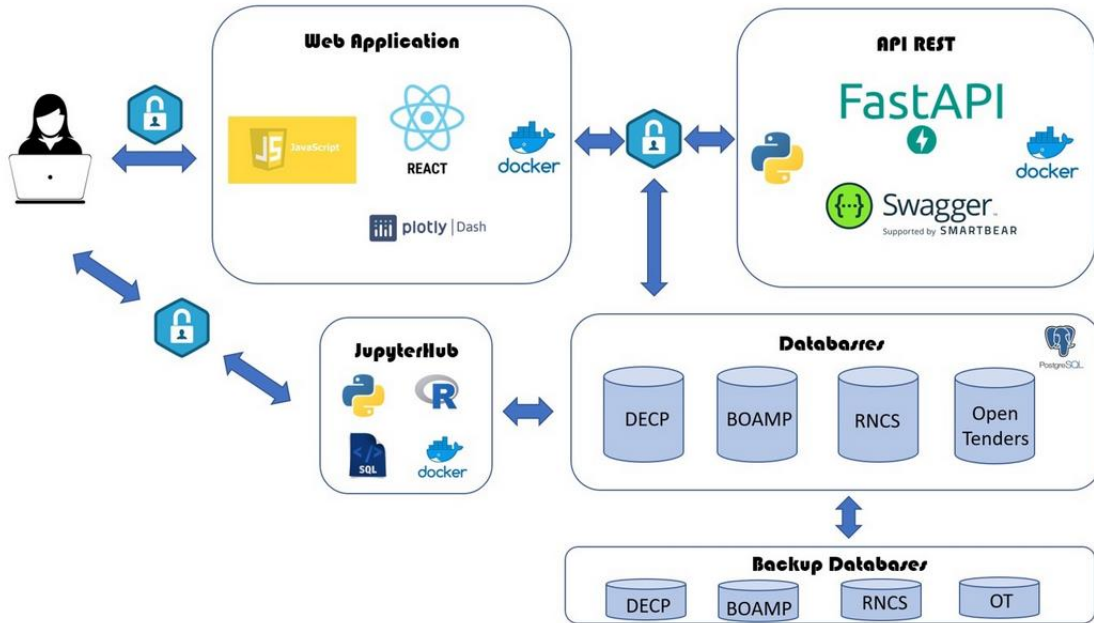 Web Application
JS JavaScript
REACT
docker
plotly | Dash
API REST
FastAPI
docker
{···} Swagger™
Supported by SMARTBEAR
JupyterHub
R
</> SQL
docker
Databasres
PostgreSQL
DECP
BOAMP
RNCS
Open
Tenders
Backup Databases
DECP
BOAMP
RNCS
OT